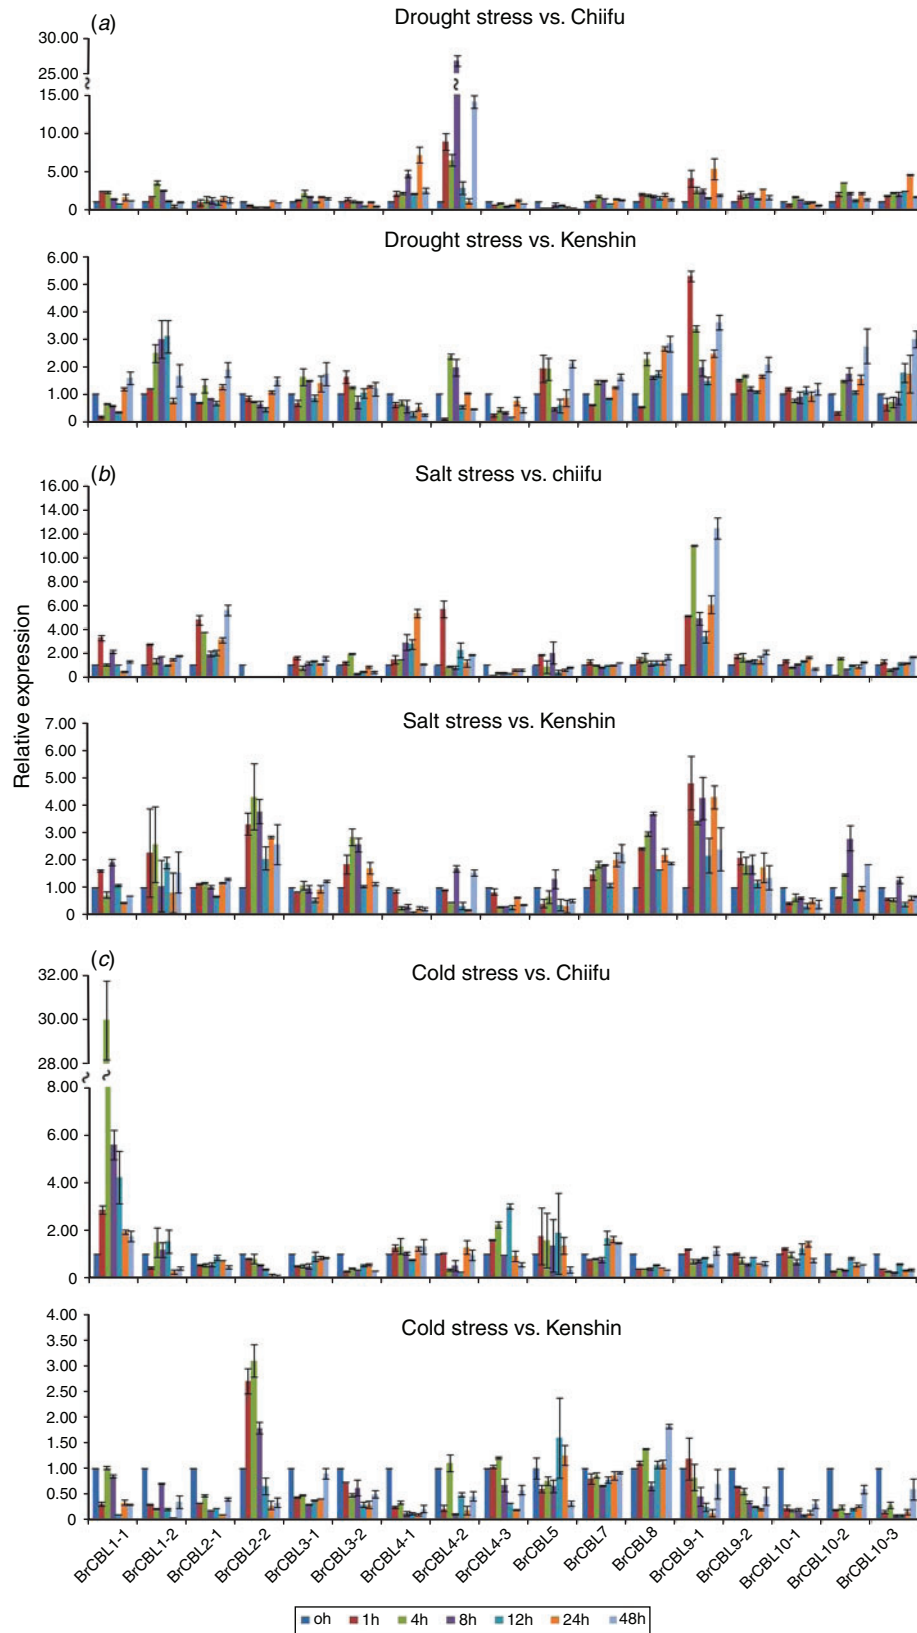 (a) Drought stress vs. Chiifu
30.00
25.00
15.00
10.00
5.00
0
Drought stress vs. Kenshin
6.00
5.00
4.00
3.00
2.00
1.00
0
(b) Salt stress vs. chiifu
16.00
14.00
12.00
10.00
8.00
6.00
4.00
2.00
0
Relative expression
Salt stress vs. Kenshin
7.00
6.00
5.00
4.00
3.00
2.00
1.00
0
(c) Cold stress vs. Chiifu
32.00
30.00
28.00
8.00
6.00
4.00
2.00
0
Cold stress vs. Kenshin
4.00
3.50
3.00
2.50
2.00
1.50
1.00
0.50
0
BrCBL1-1
BrCBL1-2
BrCBL2-1
BrCBL2-2
BrCBL3-1
BrCBL3-2
BrCBL4-1
BrCBL4-2
BrCBL4-3
BrCBL5
BrCBL7
BrCBL8
BrCBL9-1
BrCBL9-2
BrCBL10-1
BrCBL10-2
BrCBL10-3
oh 1h 4h 8h 12h 24h 48h